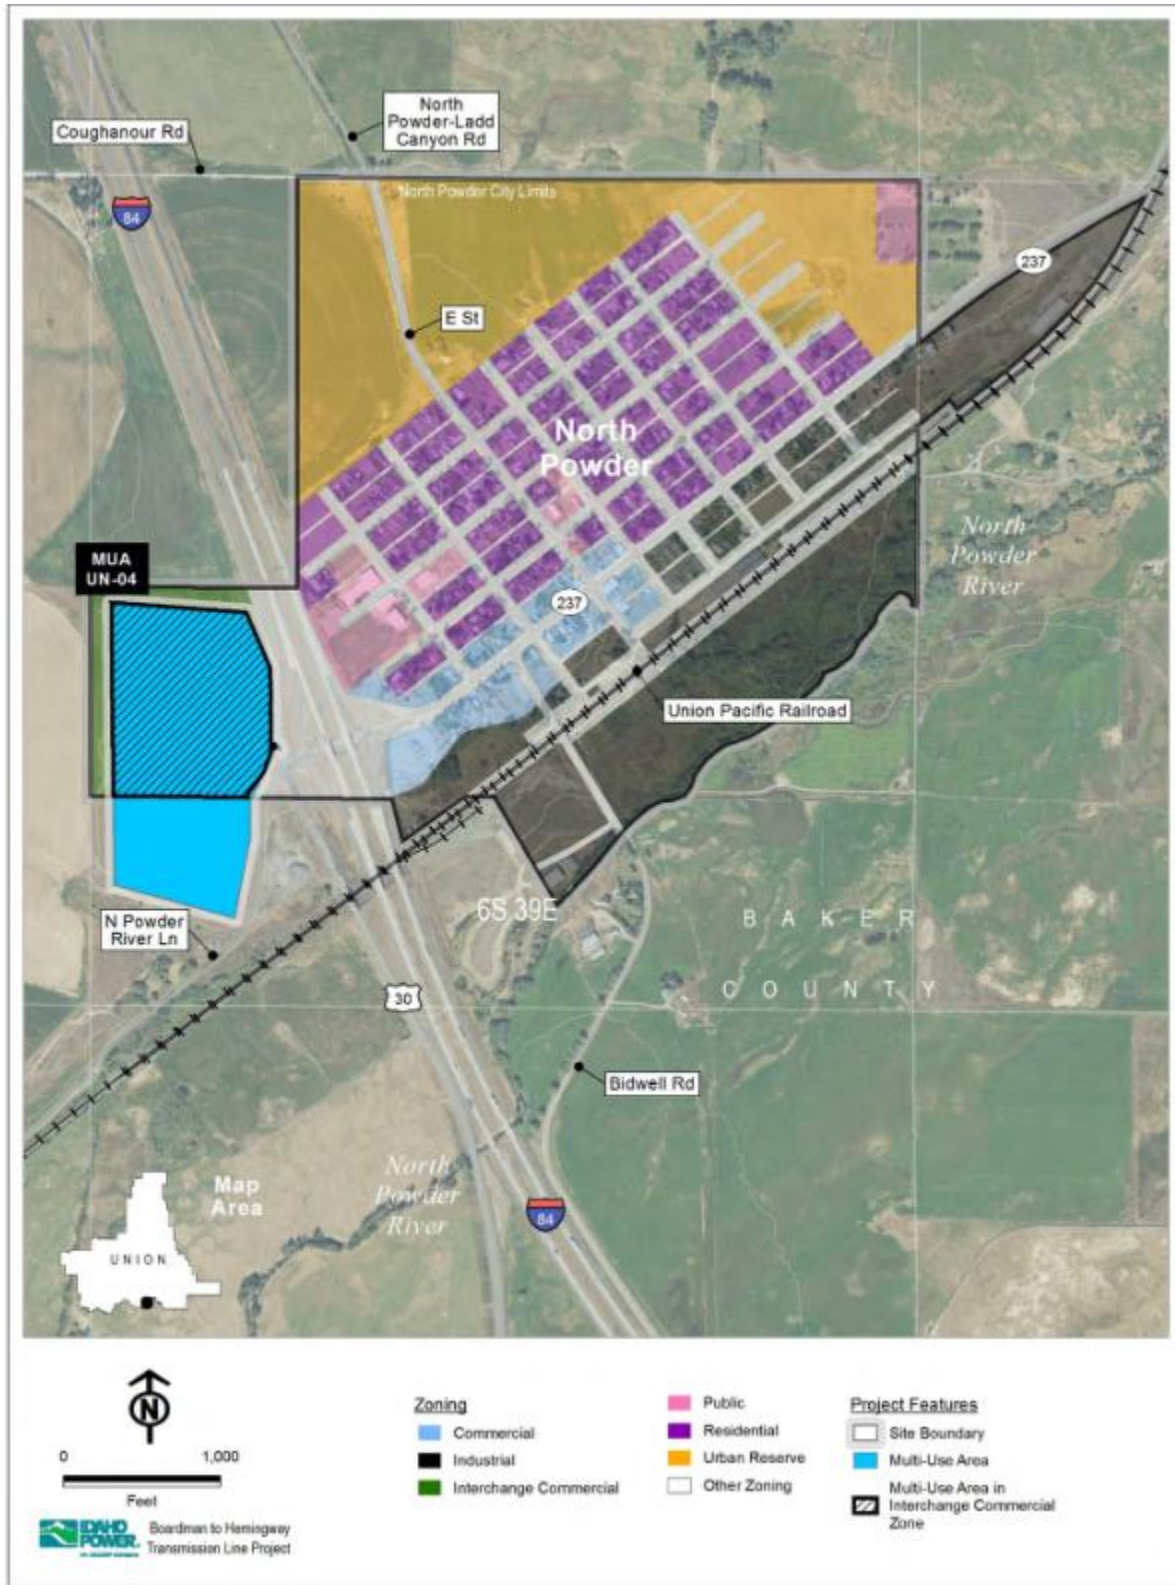 North
Powder-Ladd
Canyon Rd
Coughanour Rd
84
North Powder City Limits
237
E St
North
Powder
MUA
UN-04
North
Powder
River
237
Union Pacific Railroad
N Powder
River Ln
6S 39E
BAKER
COUNTY
30
Bidwell Rd
North
Powder
River
Map
Area
UNION
84
N
0 1,000
Feet
IDAHO
POWER
Boardman to Hemingway
Transmission Line Project
Zoning
Commercial
Industrial
Interchange Commercial
Public
Residential
Urban Reserve
Other Zoning
Project Features
Site Boundary
Multi-Use Area
Multi-Use Area in
Interchange Commercial
Zone